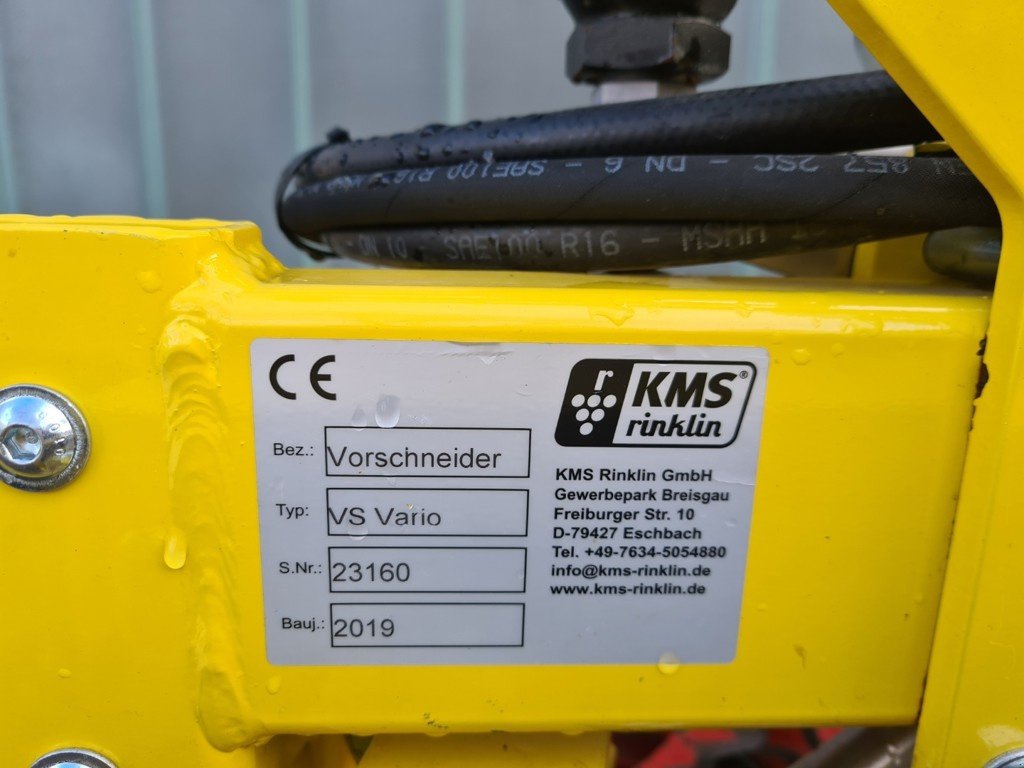 857 2SC - DN 6 - SAE100 R16
DN 10 - SAE100 R16 - MSHA
CE
r KMS®
rinklin
Bez.: Vorschneider
Typ: VS Vario
S.Nr.: 23160
Bauj.: 2019
KMS Rinklin GmbH
Gewerbepark Breisgau
Freiburger Str. 10
D-79427 Eschbach
Tel. +49-7634-5054880
info@kms-rinklin.de
www.kms-rinklin.de